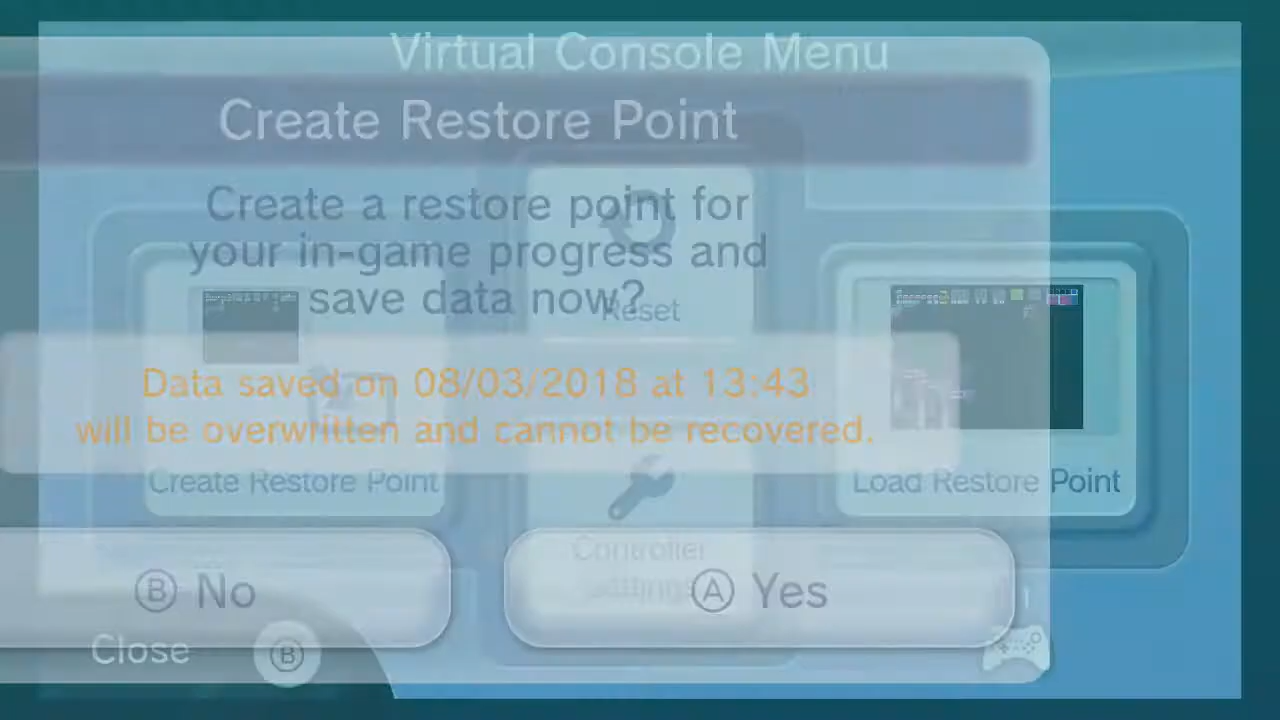 Virtual Console Menu
Create Restore Point
Create a restore point for
your in-game progress and
save data now?
Reset
Data saved on 08/03/2018 at 13:43
will be overwritten and cannot be recovered.
Create Restore Point
Load Restore Point
Controller
Settings
B No
A Yes
Close B